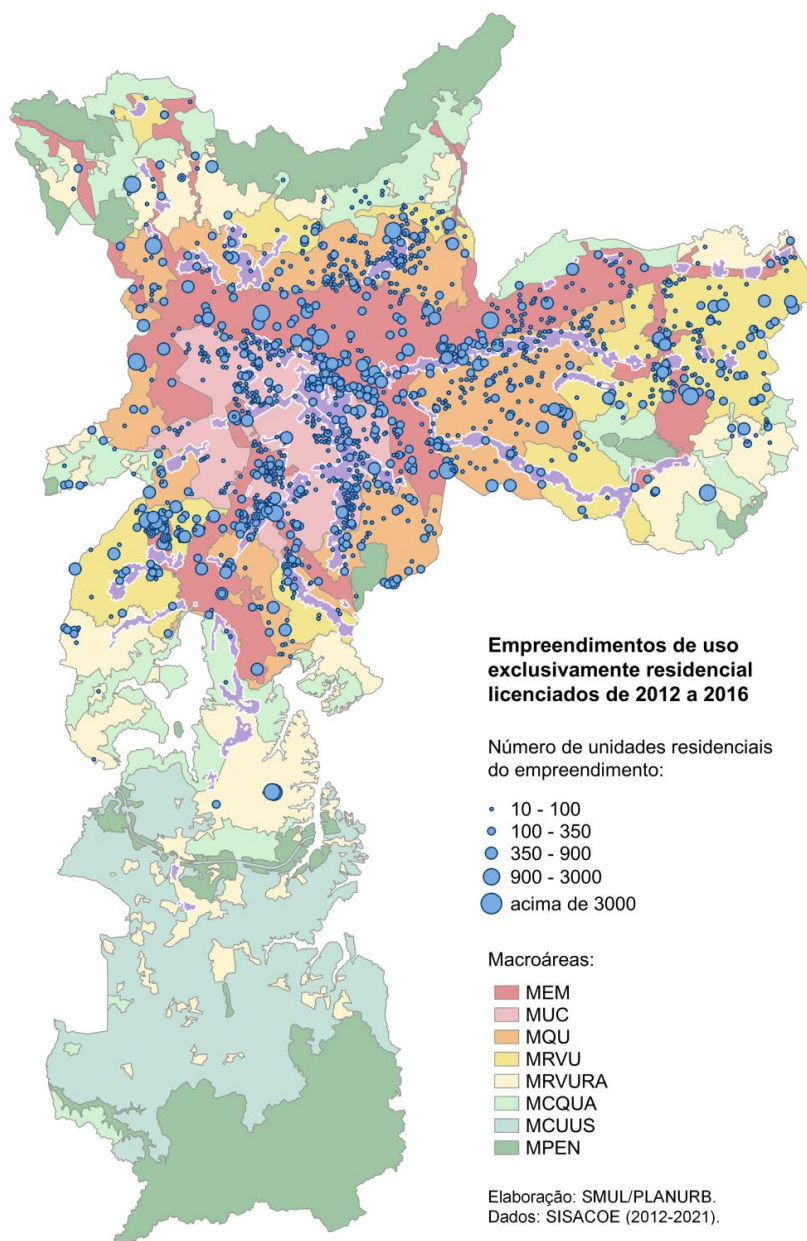 Empreendimentos de uso
exclusivamente residencial
licenciados de 2012 a 2016
Número de unidades residenciais
do empreendimento:
10 - 100
100 - 350
350 - 900
900 - 3000
acima de 3000
Macroáreas:
MEM
MUC
MQU
MRVU
MRVURA
MCQUA
MCUUS
MPEN
Elaboração: SMUL/PLANURB.
Dados: SISACOE (2012-2021).